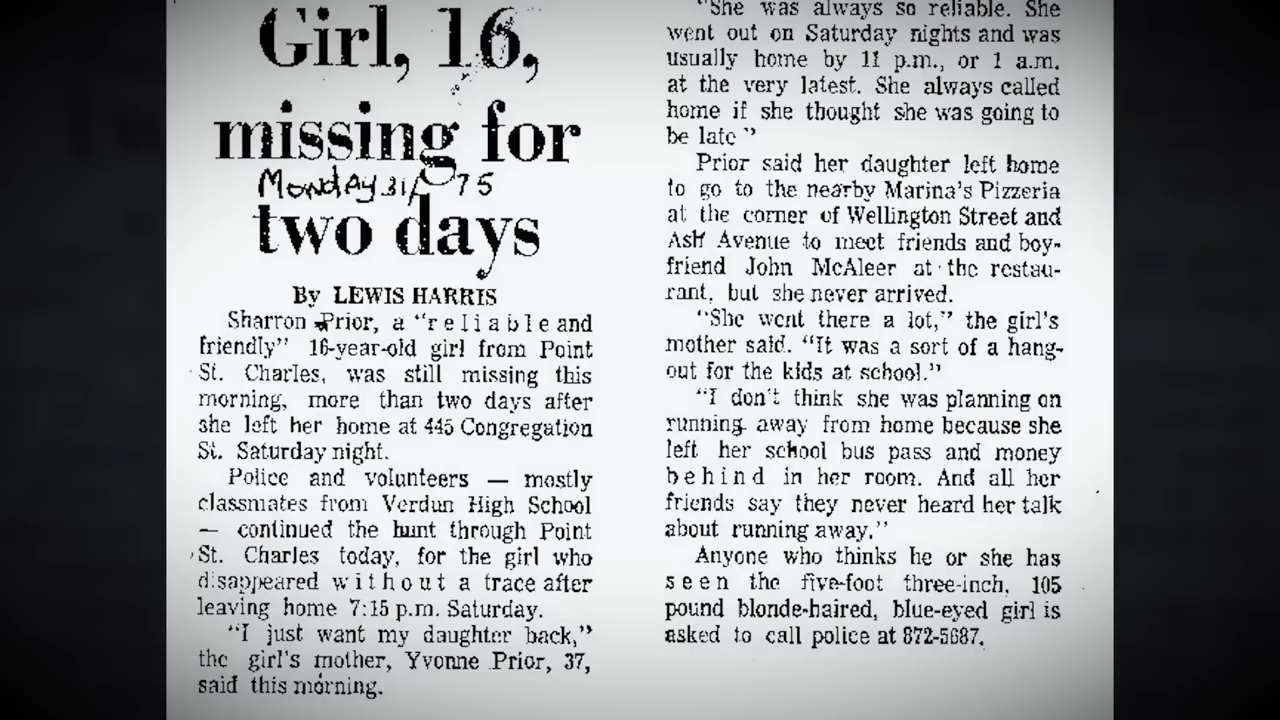 Girl, 16,
missing for
Monday 31/ 75
two days
By LEWIS HARRIS
Sharron Prior, a "reliable and
friendly" 16-year-old girl from Point
St. Charles, was still missing this
morning, more than two days after
she left her home at 445 Congregation
St. Saturday night.
Police and volunteers — mostly
classmates from Verdun High School
— continued the hunt through Point
St. Charles today, for the girl who
disappeared without a trace after
leaving home 7:15 p.m. Saturday.
"I just want my daughter back,"
the girl's mother, Yvonne Prior, 37,
said this morning.
"She was always so reliable. She
went out on Saturday nights and was
usually home by 11 p.m., or 1 a.m.
at the very latest. She always called
home if she thought she was going to
be late"
Prior said her daughter left home
to go to the nearby Marina's Pizzeria
at the corner of Wellington Street and
Ash Avenue to meet friends and boy-
friend John McAleer at the restau-
rant, but she never arrived.
"She went there a lot," the girl's
mother said. "It was a sort of a hang-
out for the kids at school."
"I don't think she was planning on
running away from home because she
left her school bus pass and money
behind in her room. And all her
friends say they never heard her talk
about running away."
Anyone who thinks he or she has
seen the five-foot three-inch, 105
pound blonde-haired, blue-eyed girl is
asked to call police at 872-5687.